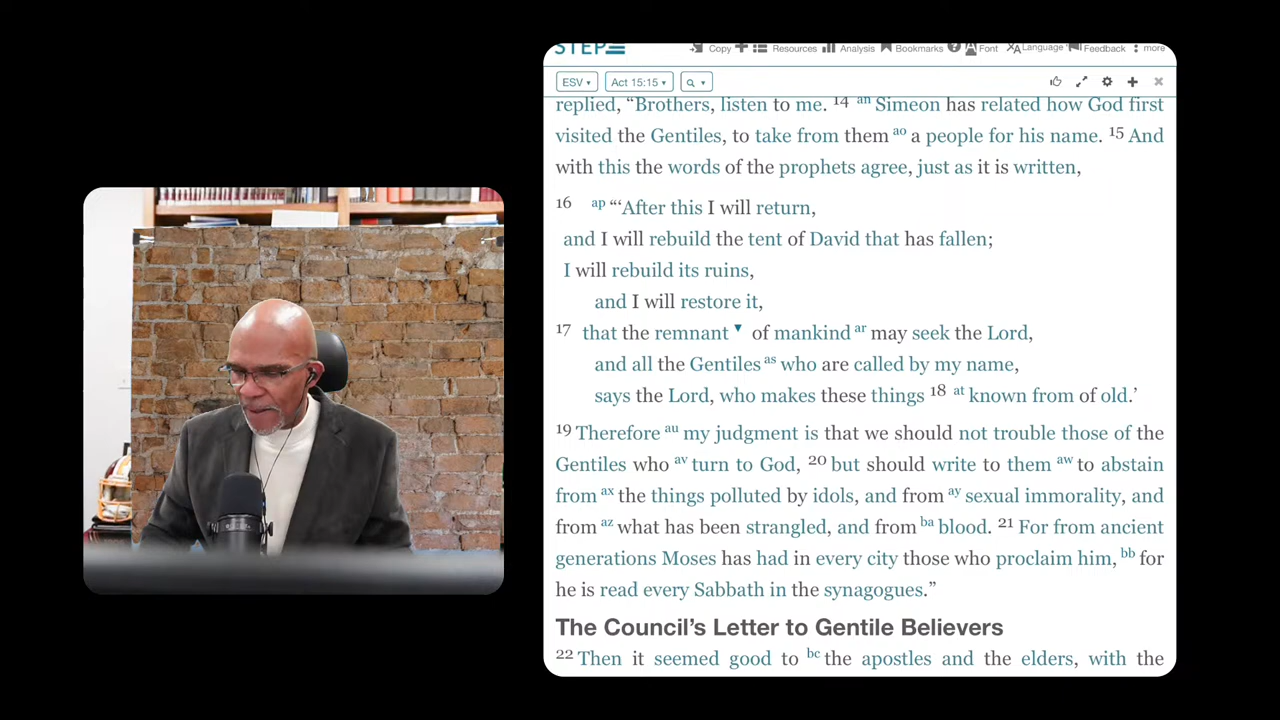 STEP
Copy Resources Analysis Bookmarks Font Language Feedback more
ESV Act 15:15
replied, “Brothers, listen to me. 14 an Simeon has related how God first
visited the Gentiles, to take from them ao a people for his name. 15 And
with this the words of the prophets agree, just as it is written,
16 ap “‘After this I will return,
and I will rebuild the tent of David that has fallen;
I will rebuild its ruins,
and I will restore it,
17 that the remnant of mankind ar may seek the Lord,
and all the Gentiles as who are called by my name,
says the Lord, who makes these things 18 at known from of old.’
19 Therefore au my judgment is that we should not trouble those of the
Gentiles who av turn to God, 20 but should write to them aw to abstain
from ax the things polluted by idols, and from ay sexual immorality, and
from az what has been strangled, and from ba blood. 21 For from ancient
generations Moses has had in every city those who proclaim him, bb for
he is read every Sabbath in the synagogues.”
The Council’s Letter to Gentile Believers
22 Then it seemed good to bc the apostles and the elders, with the